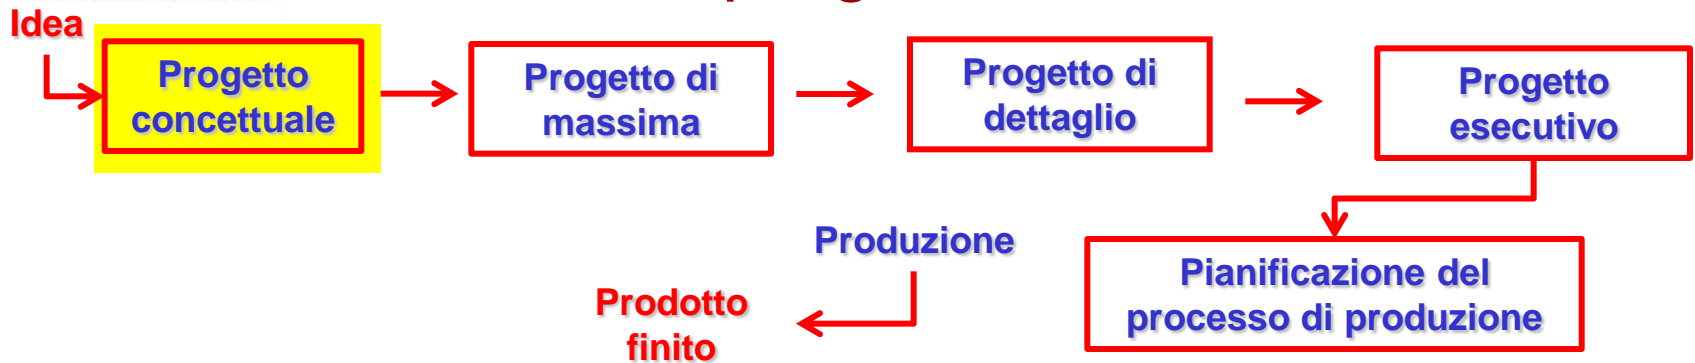 Idea
Progetto
concettuale
Progetto di
massima
Progetto di
dettaglio
Progetto
esecutivo
Pianificazione del
processo di produzione
Produzione
Prodotto
finito